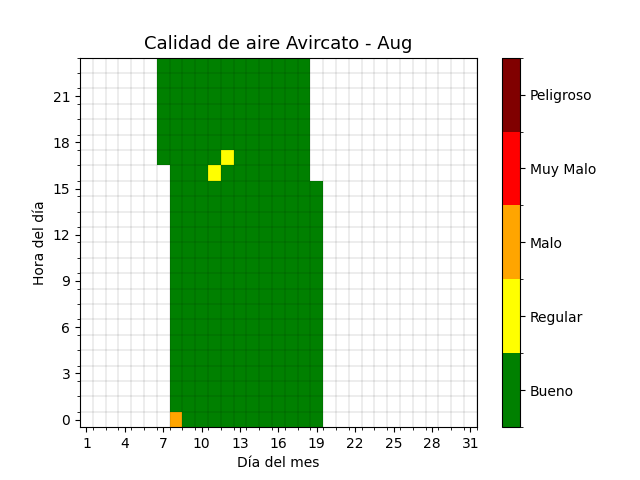 Calidad de aire Avircato - Aug
Hora del día
21
18
15
12
9
6
3
0
1 4 7 10 13 16 19 22 25 28 31
Día del mes
Peligroso
Muy Malo
Malo
Regular
Bueno